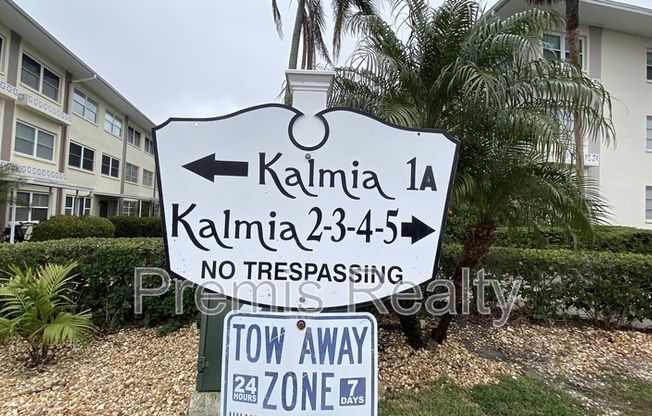 Kalmia 1A
Kalmia 2-3-4-5
NO TRESPASSING
Premis Realty
TOW AWAY
24 HOURS ZONE 7 DAYS